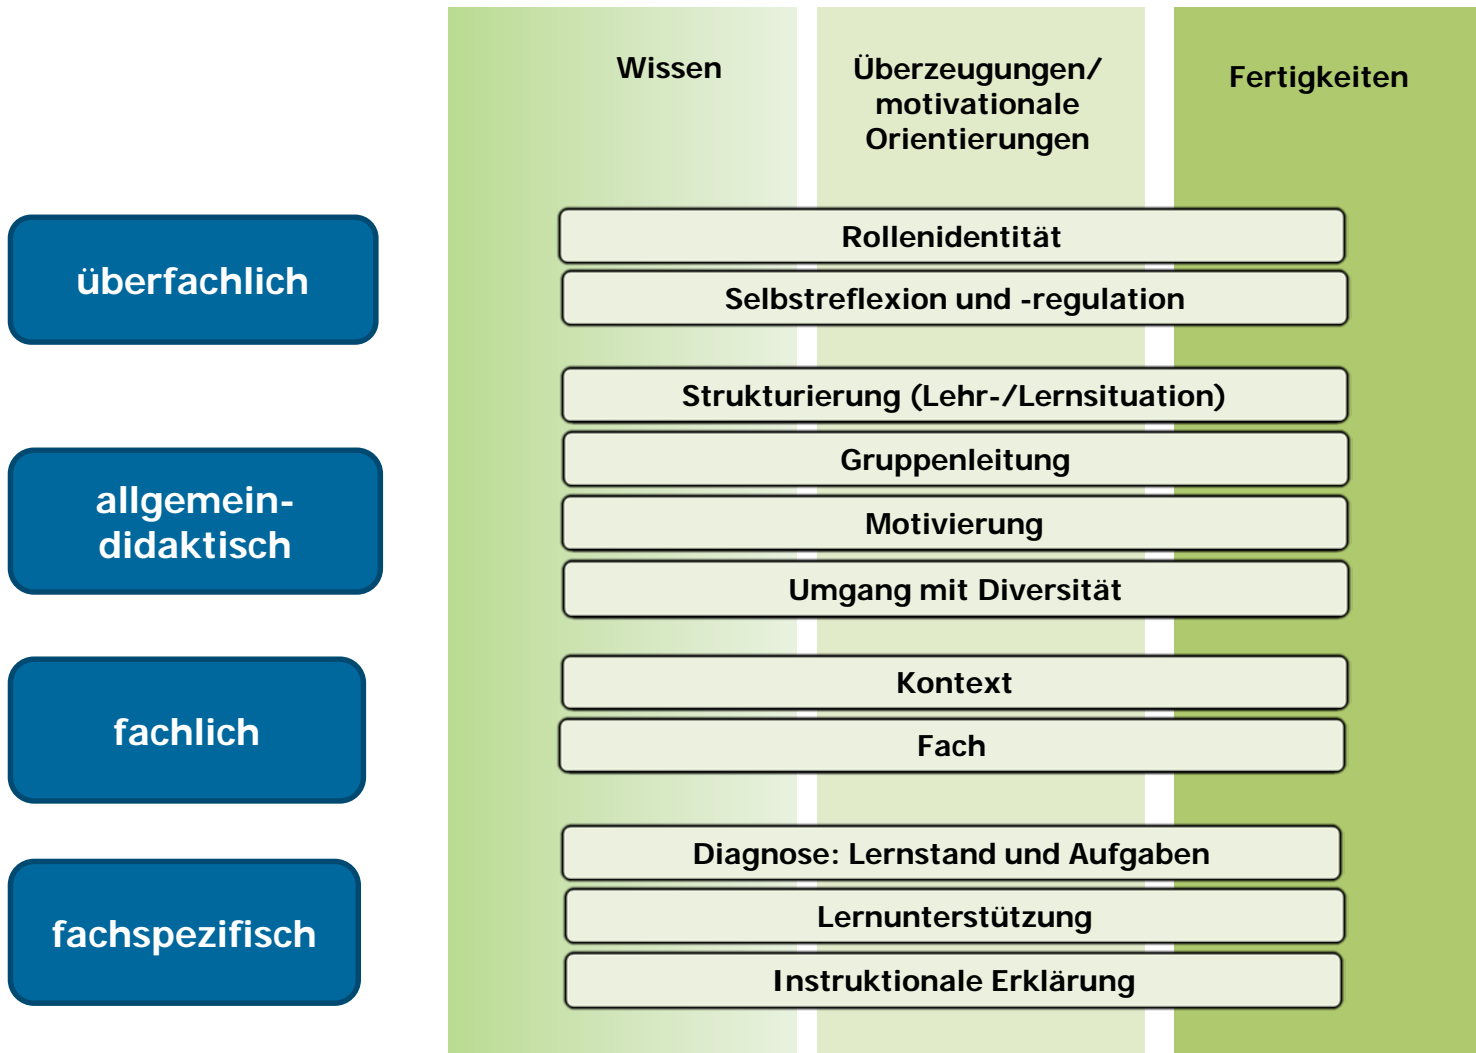 Wissen
Überzeugungen/
motivationale
Orientierungen
Fertigkeiten
überfachlich
Rollenidentität
Selbstreflexion und -regulation
allgemein-
didaktisch
Strukturierung (Lehr-/Lernsituation)
Gruppenleitung
Motivierung
Umgang mit Diversität
fachlich
Kontext
Fach
fachspezifisch
Diagnose: Lernstand und Aufgaben
Lernunterstützung
Instruktionale Erklärung